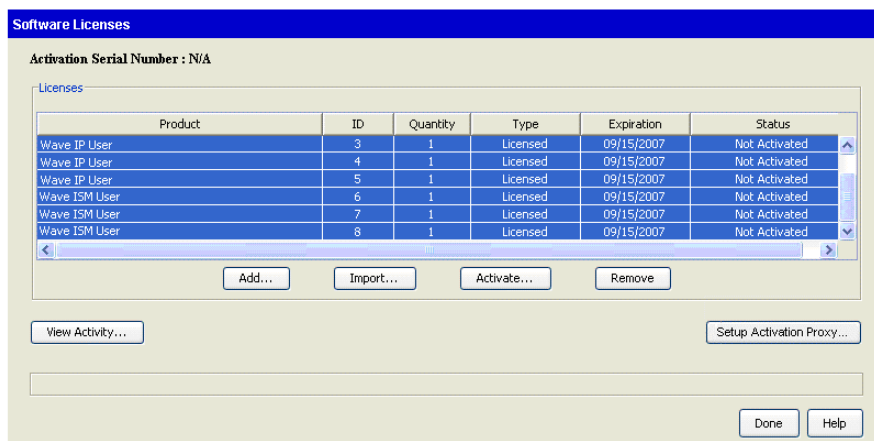 Software Licenses
Activation Serial Number : N/A
Licenses
Product ID Quantity Type Expiration Status
Wave IP User 3 1 Licensed 09/15/2007 Not Activated
Wave IP User 4 1 Licensed 09/15/2007 Not Activated
Wave IP User 5 1 Licensed 09/15/2007 Not Activated
Wave ISM User 6 1 Licensed 09/15/2007 Not Activated
Wave ISM User 7 1 Licensed 09/15/2007 Not Activated
Wave ISM User 8 1 Licensed 09/15/2007 Not Activated
Add... Import... Activate... Remove
View Activity... Setup Activation Proxy...
Done Help